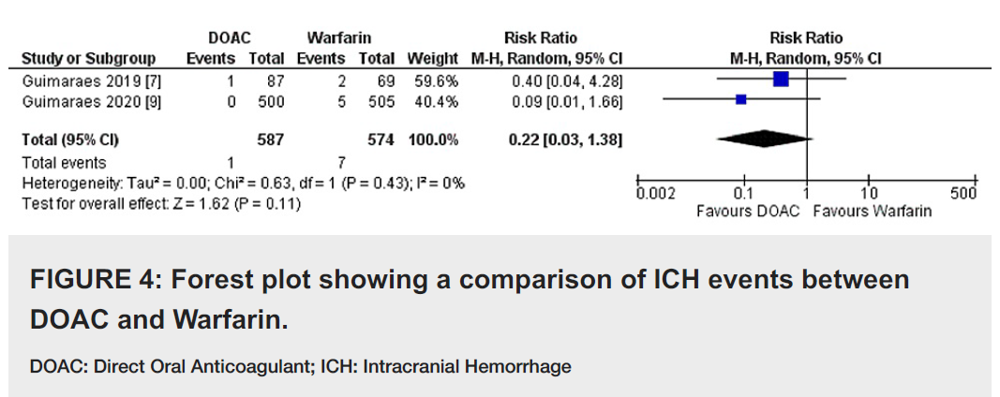 DOAC Warfarin Risk Ratio Risk Ratio
Study or Subgroup Events Total Events Total Weight M-H, Random, 95% CI M-H, Random, 95% CI
Guimaraes 2019 [7] 1 87 2 69 59.6% 0.40 [0.04, 4.28]
Guimaraes 2020 [9] 0 500 5 505 40.4% 0.09 [0.01, 1.66]
Total (95% CI) 587 574 100.0% 0.22 [0.03, 1.38]
Total events 1 7
Heterogeneity: Tau² = 0.00; Chi² = 0.63, df = 1 (P = 0.43); I² = 0%
Test for overall effect: Z = 1.62 (P = 0.11)
0.002 0.1 1 10 500
Favours DOAC Favours Warfarin
FIGURE 4: Forest plot showing a comparison of ICH events between
DOAC and Warfarin.
DOAC: Direct Oral Anticoagulant; ICH: Intracranial Hemorrhage